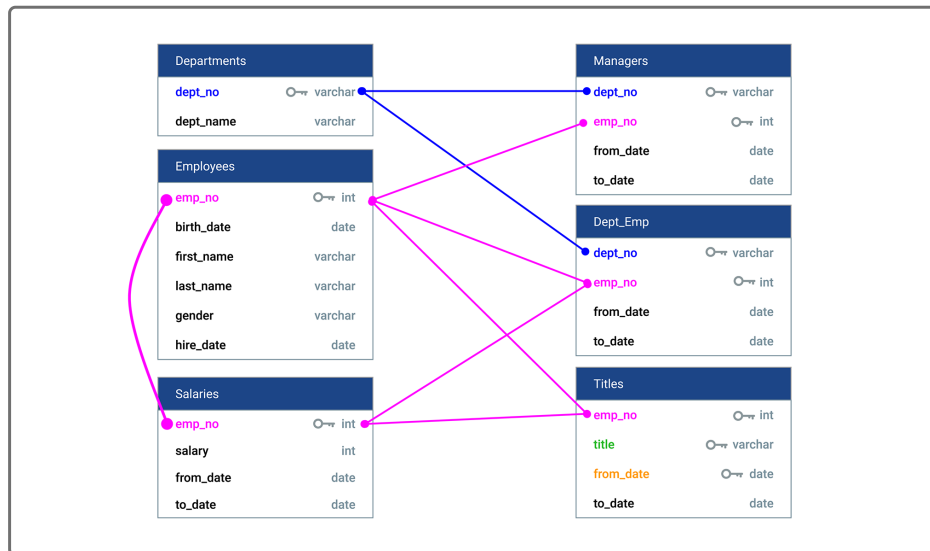 Departments
dept_no varchar
dept_name varchar
Employees
emp_no int
birth_date date
first_name varchar
last_name varchar
gender varchar
hire_date date
Salaries
emp_no int
salary int
from_date date
to_date date
Managers
dept_no varchar
emp_no int
from_date date
to_date date
Dept_Emp
dept_no varchar
emp_no int
from_date date
to_date date
Titles
emp_no int
title varchar
from_date date
to_date date